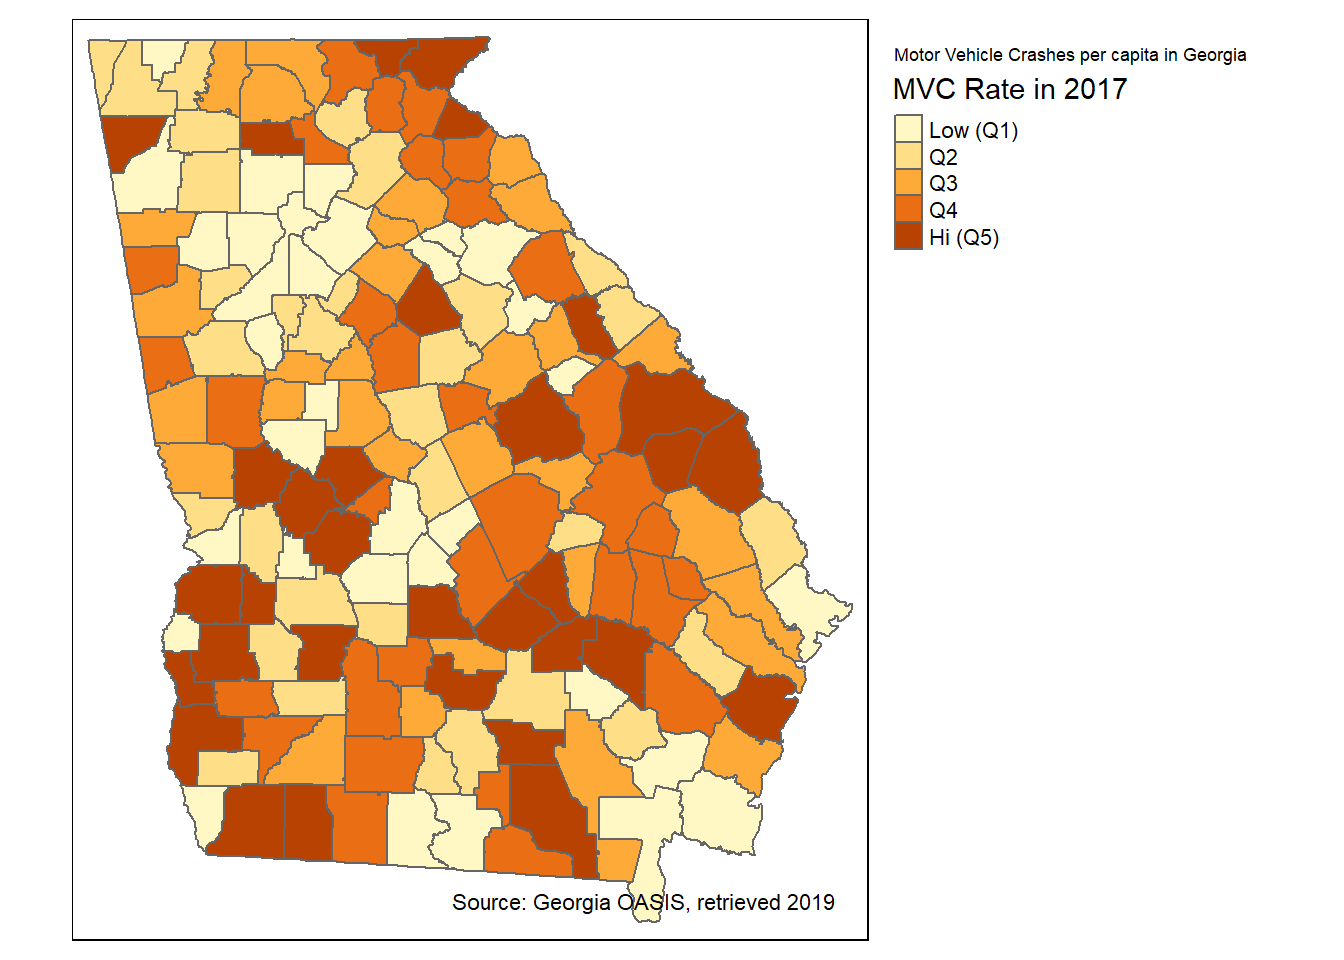 Motor Vehicle Crashes per capita in Georgia
MVC Rate in 2017
Low (Q1)
Q2
Q3
Q4
Hi (Q5)
Source: Georgia OASIS, retrieved 2019